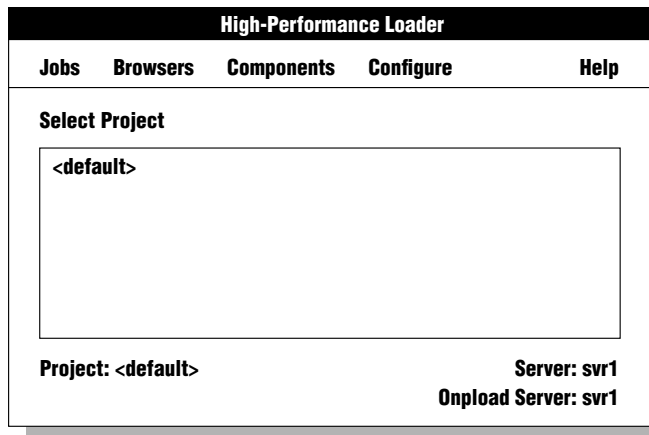 High-Performance Loader
Jobs Browsers Components Configure Help
Select Project
<default>
Project: <default> Server: svr1
Onpload Server: svr1